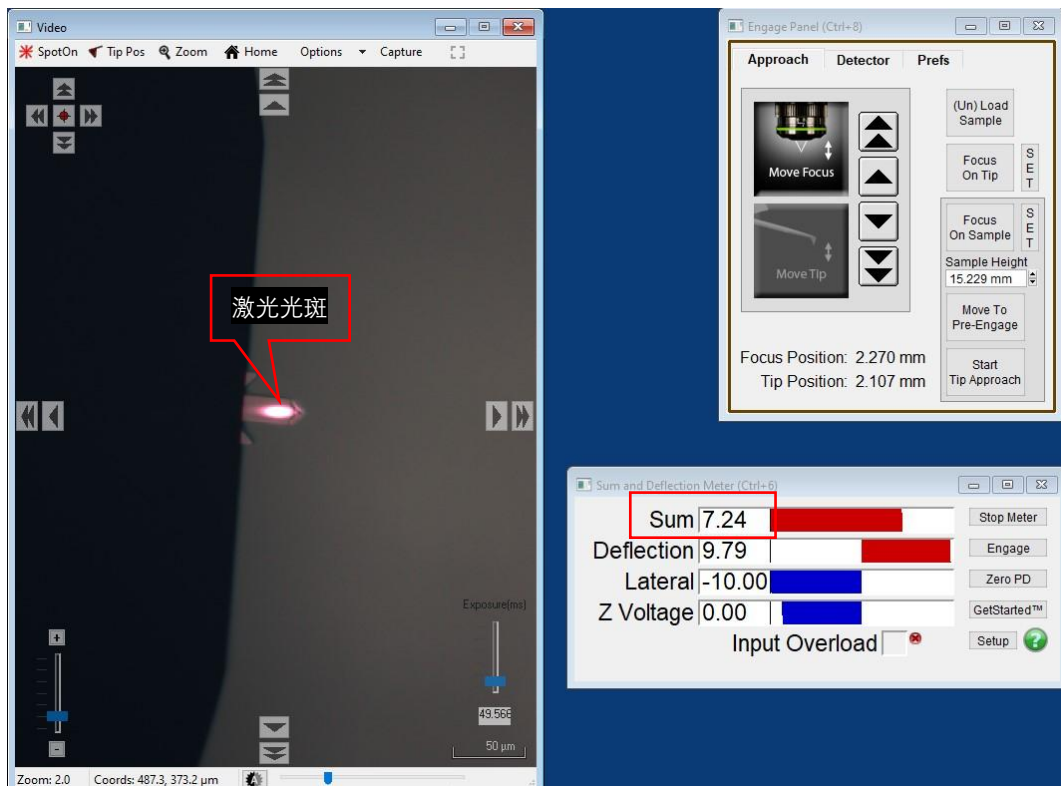 Video
SpotOn Tip Pos Zoom Home Options Capture
激光光斑
Exposure(ms)
49.568
50 µm
Zoom: 2.0 Coords: 487.3, 373.2 µm
Engage Panel (Ctrl+8)
Approach Detector Prefs
Move Focus
Move Tip
(Un) Load
Sample
Focus
On Tip
SET
Focus
On Sample
SET
Sample Height
15.229 mm
Move To
Pre-Engage
Start
Tip Approach
Focus Position: 2.270 mm
Tip Position: 2.107 mm
Sum and Deflection Meter (Ctrl+6)
Sum 7.24 Stop Meter
Deflection 9.79 Engage
Lateral -10.00 Zero PD
Z Voltage 0.00 GetStarted™
Input Overload Setup ?